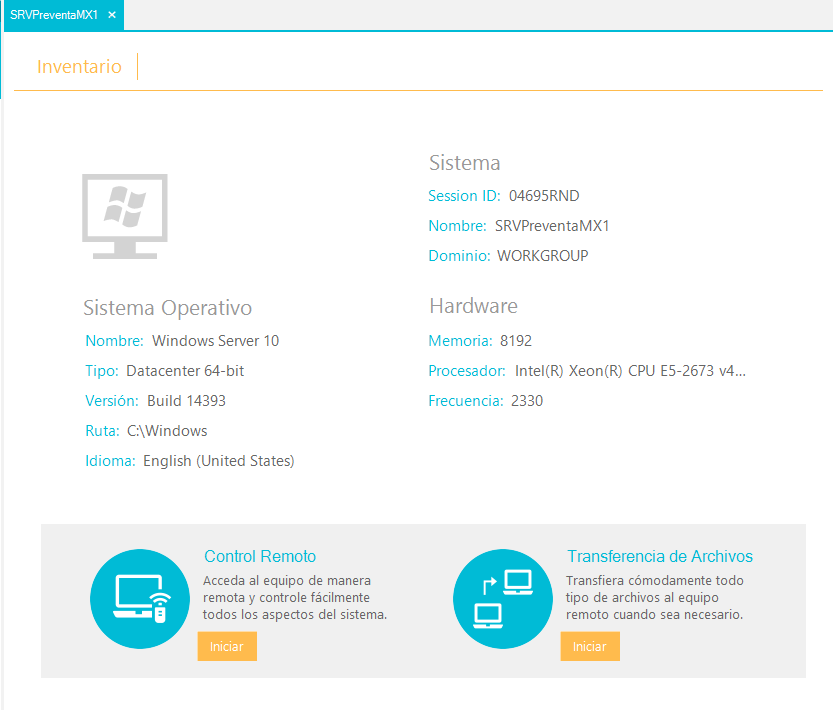 SRVPreventaMX1 ×
Inventario
Sistema
Session ID: 04695RND
Nombre: SRVPreventaMX1
Dominio: WORKGROUP
Sistema Operativo
Nombre: Windows Server 10
Tipo: Datacenter 64-bit
Versión: Build 14393
Ruta: C:\Windows
Idioma: English (United States)
Hardware
Memoria: 8192
Procesador: Intel(R) Xeon(R) CPU E5-2673 v4...
Frecuencia: 2330
Control Remoto
Acceda al equipo de manera
remota y controle fácilmente
todos los aspectos del sistema.
Iniciar
Transferencia de Archivos
Transfiera cómodamente todo
tipo de archivos al equipo
remoto cuando sea necesario.
Iniciar